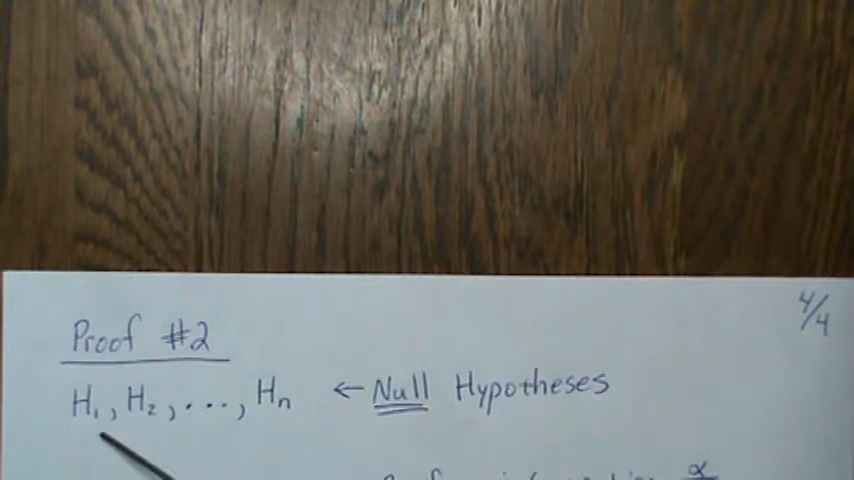 4/4
Proof #2
H₁, H₂, ..., Hn ← Null Hypotheses
α